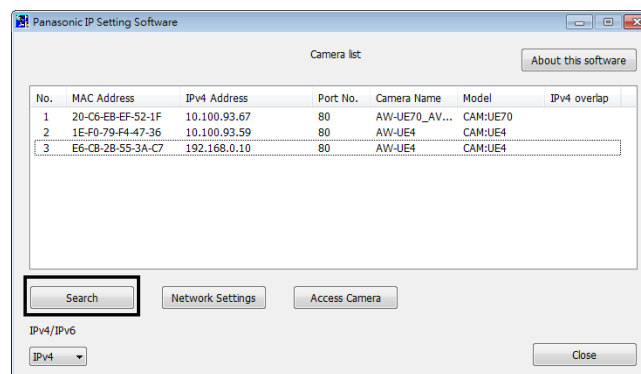 Panasonic IP Setting Software
Camera list
About this software
No. MAC Address IPv4 Address Port No. Camera Name Model IPv4 overlap
1 20-C6-EB-EF-52-1F 10.100.93.67 80 AW-UE70_AV... CAM:UE70
2 1E-F0-79-F4-47-36 10.100.93.59 80 AW-UE4 CAM:UE4
3 E6-CB-2B-55-3A-C7 192.168.0.10 80 AW-UE4 CAM:UE4
Search Network Settings Access Camera
IPv4/IPv6
IPv4 Close